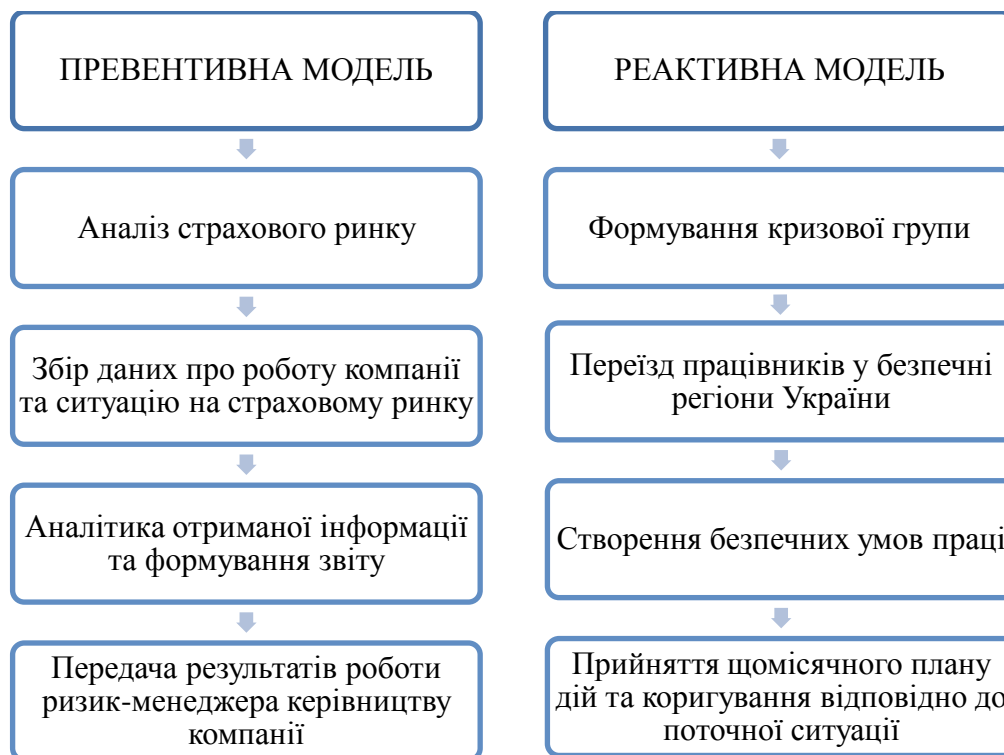 ПРЕВЕНТИВНА МОДЕЛЬ
Аналіз страхового ринку
Збір даних про роботу компанії
та ситуацію на страховому ринку
Аналітика отриманої інформації
та формування звіту
Передача результатів роботи
ризик-менеджера керівництву
компанії
РЕАКТИВНА МОДЕЛЬ
Формування кризової групи
Переїзд працівників у безпечні
регіони України
Створення безпечних умов праці
Прийняття щомісячного плану
дій та коригування відповідно до
поточної ситуації